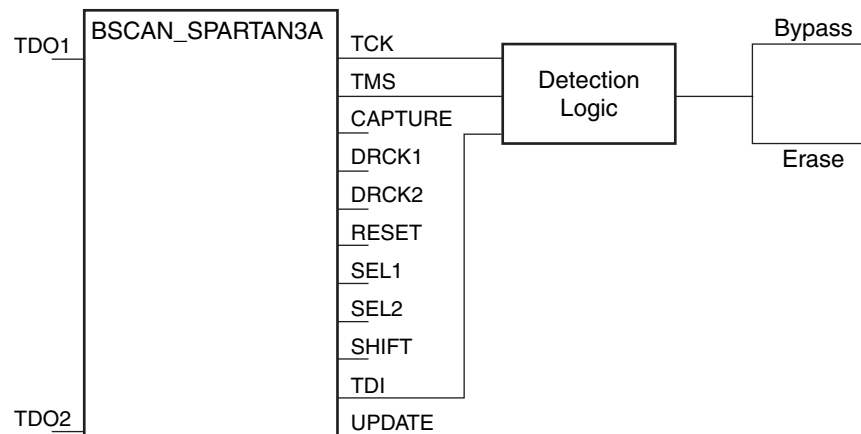 BSCAN_SPARTAN3A
TDO1
TDO2
TCK
TMS
CAPTURE
DRCK1
DRCK2
RESET
SEL1
SEL2
SHIFT
TDI
UPDATE
Detection
Logic
Bypass
Erase